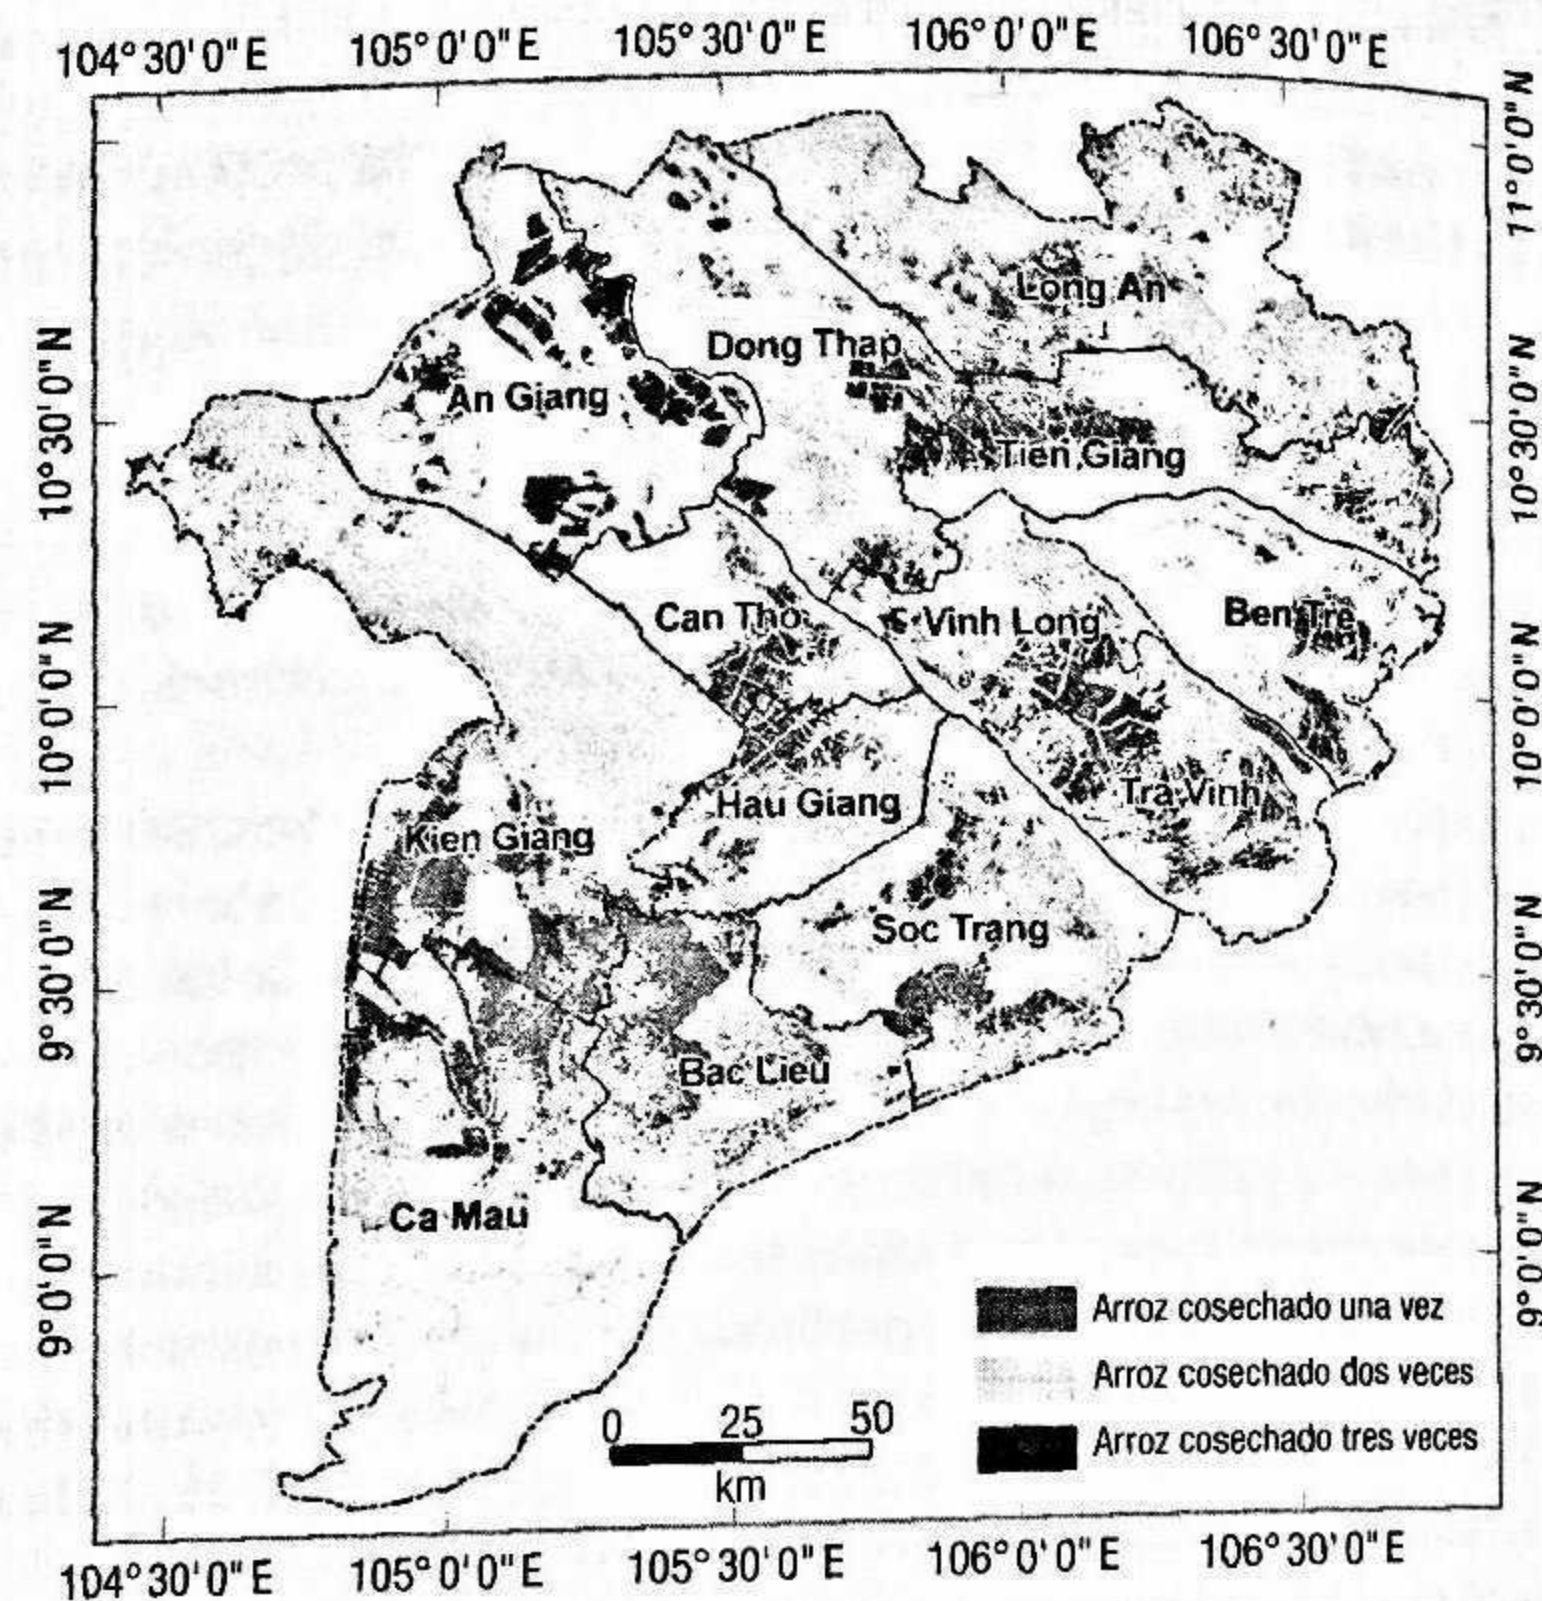 104°30'0"E 105°0'0"E 105°30'0"E 106°0'0"E 106°30'0"E
11°0'0"N
Long An
Dong Thap
10°30'0"N
10°30'0"N
An Giang
Tien Giang
Can Tho
Vinh Long
Ben Tre
10°0'0"N
10°0'0"N
Hau Giang
Tra Vinh
Kien Giang
Soc Trang
9°30'0"N
9°30'0"N
Bac Lieu
Ca Mau
9°0'0"N
9°0'0"N
Arroz cosechado una vez
Arroz cosechado dos veces
Arroz cosechado tres veces
0 25 50
km
104°30'0"E 105°0'0"E 105°30'0"E 106°0'0"E 106°30'0"E